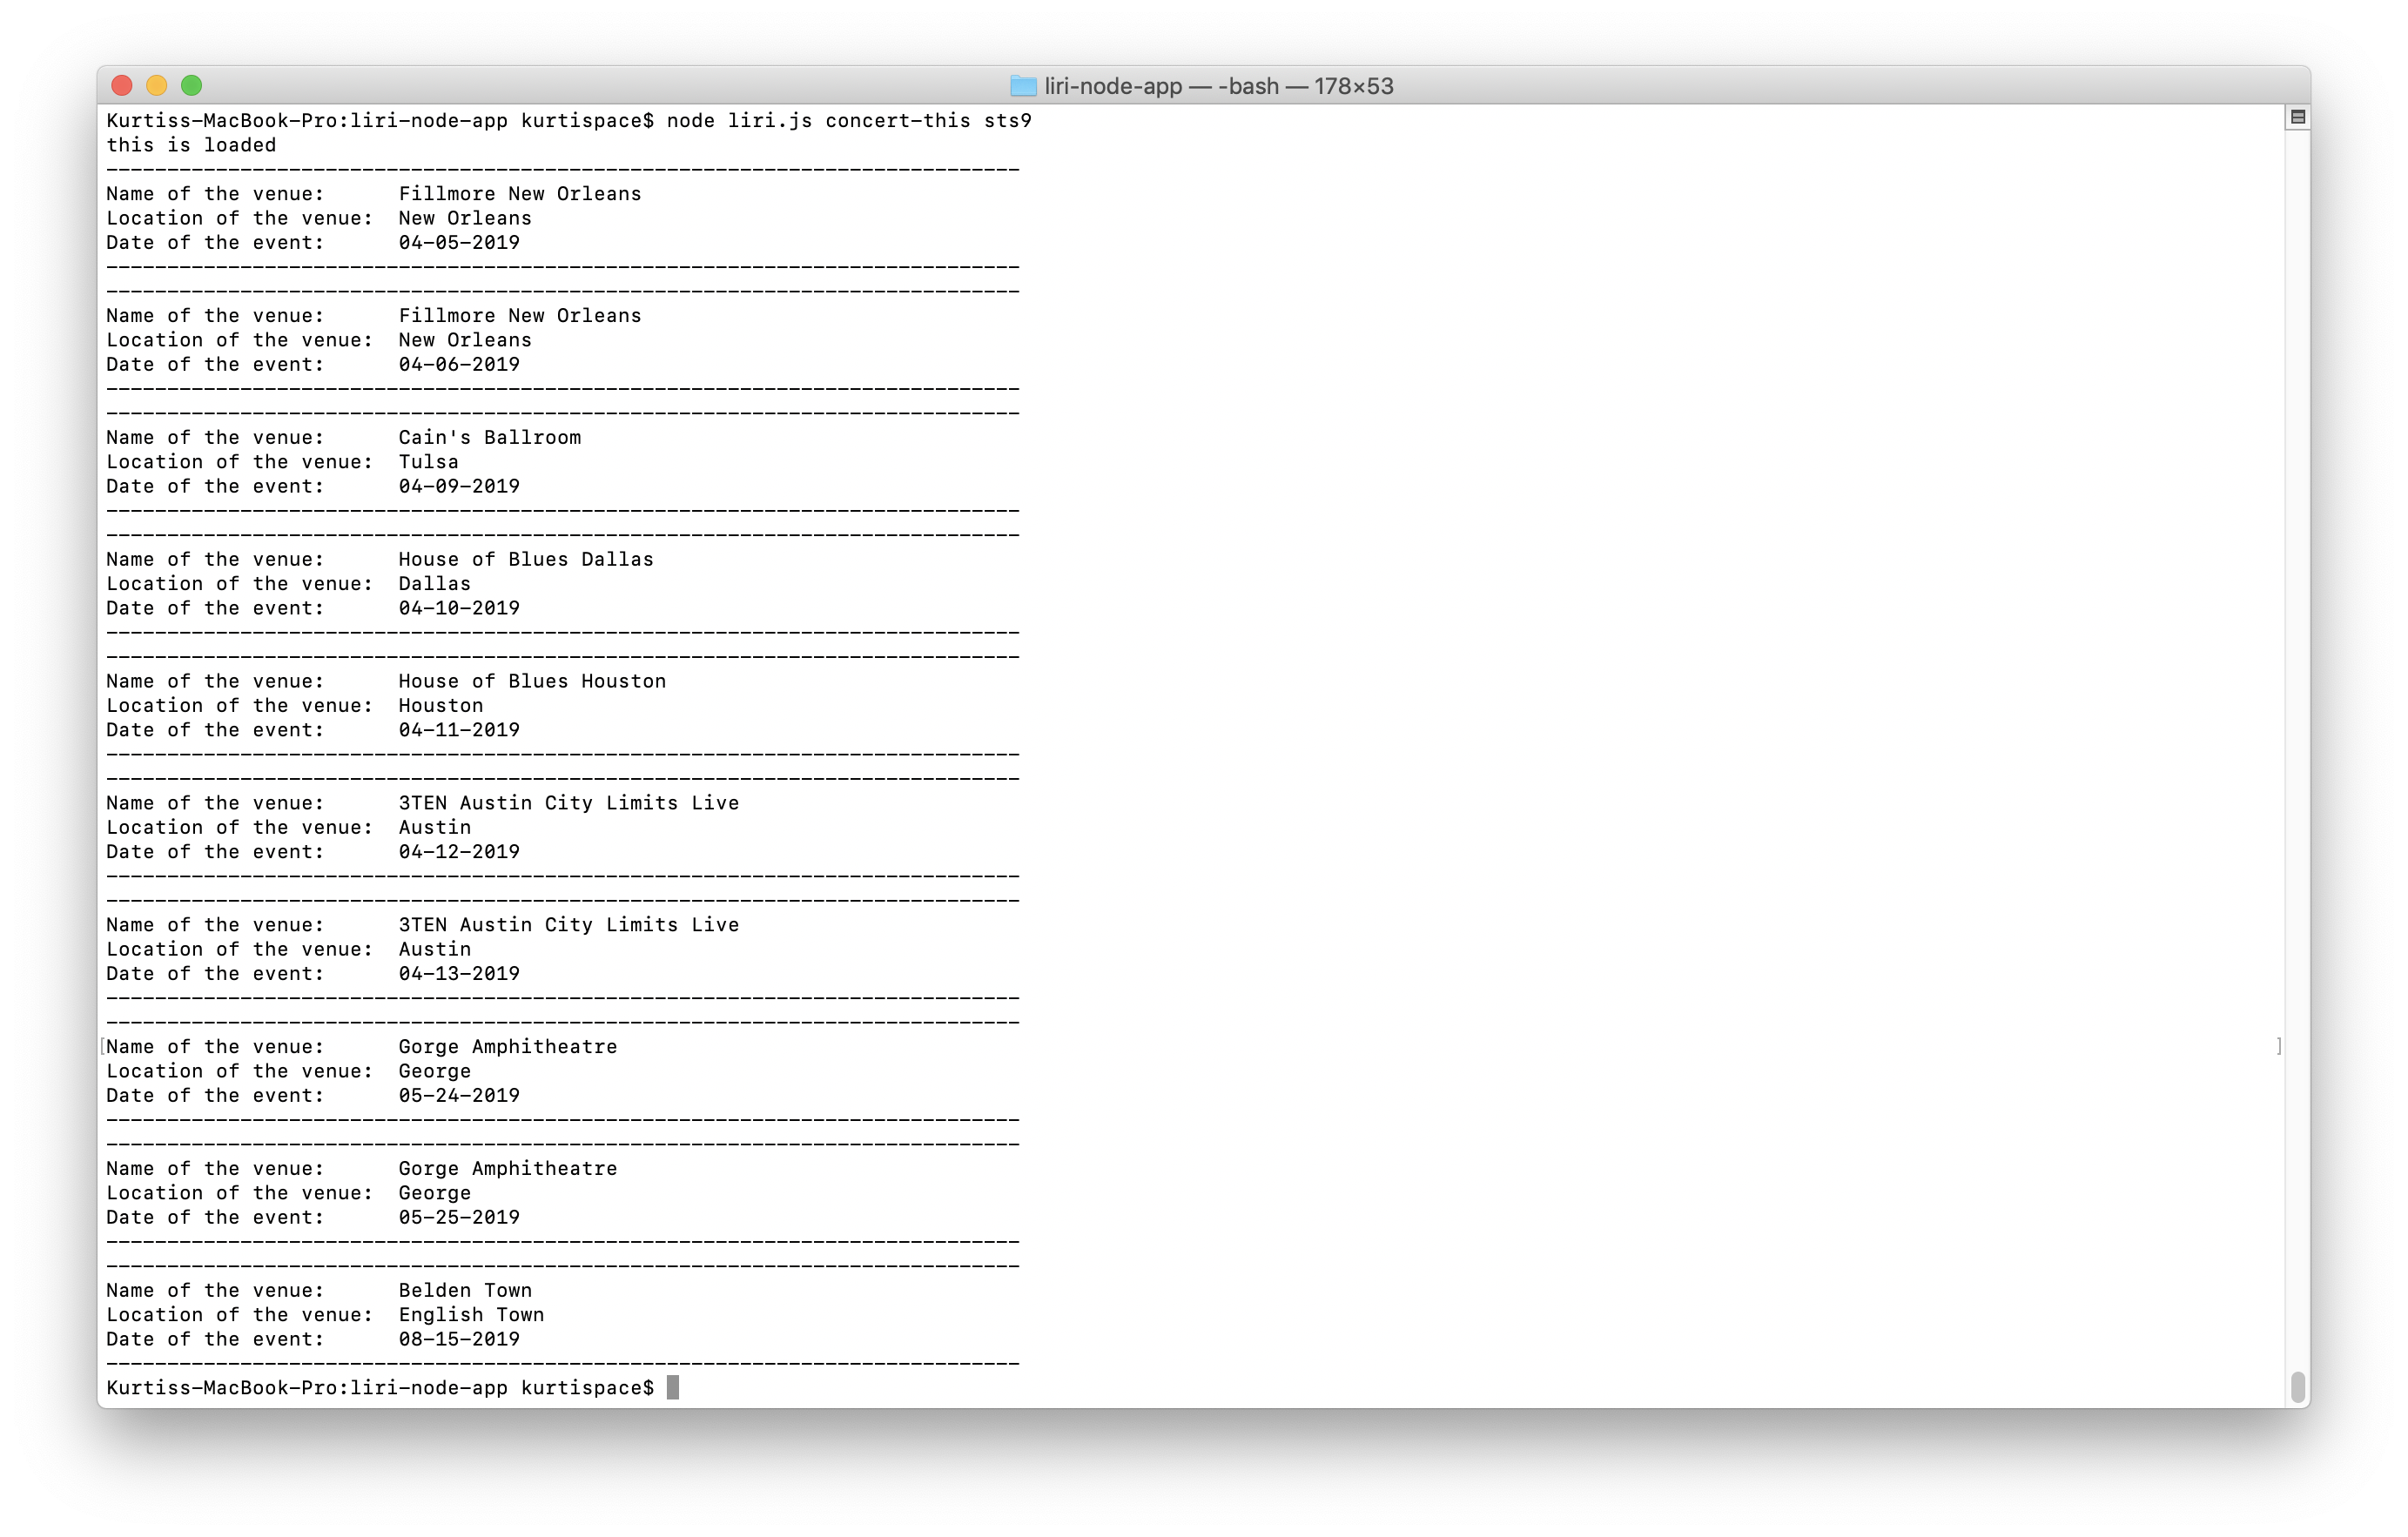 liri-node-app — -bash — 178×53
Kurtiss-MacBook-Pro:liri-node-app kurtispace$ node liri.js concert-this sts9
this is loaded
---------------------------------------------------------------------------
Name of the venue:      Fillmore New Orleans
Location of the venue:  New Orleans
Date of the event:      04-05-2019
---------------------------------------------------------------------------
---------------------------------------------------------------------------
Name of the venue:      Fillmore New Orleans
Location of the venue:  New Orleans
Date of the event:      04-06-2019
---------------------------------------------------------------------------
---------------------------------------------------------------------------
Name of the venue:      Cain's Ballroom
Location of the venue:  Tulsa
Date of the event:      04-09-2019
---------------------------------------------------------------------------
---------------------------------------------------------------------------
Name of the venue:      House of Blues Dallas
Location of the venue:  Dallas
Date of the event:      04-10-2019
---------------------------------------------------------------------------
---------------------------------------------------------------------------
Name of the venue:      House of Blues Houston
Location of the venue:  Houston
Date of the event:      04-11-2019
---------------------------------------------------------------------------
---------------------------------------------------------------------------
Name of the venue:      3TEN Austin City Limits Live
Location of the venue:  Austin
Date of the event:      04-12-2019
---------------------------------------------------------------------------
---------------------------------------------------------------------------
Name of the venue:      3TEN Austin City Limits Live
Location of the venue:  Austin
Date of the event:      04-13-2019
---------------------------------------------------------------------------
---------------------------------------------------------------------------
[Name of the venue:      Gorge Amphitheatre ]
Location of the venue:  George
Date of the event:      05-24-2019
---------------------------------------------------------------------------
---------------------------------------------------------------------------
Name of the venue:      Gorge Amphitheatre
Location of the venue:  George
Date of the event:      05-25-2019
---------------------------------------------------------------------------
---------------------------------------------------------------------------
Name of the venue:      Belden Town
Location of the venue:  English Town
Date of the event:      08-15-2019
---------------------------------------------------------------------------
Kurtiss-MacBook-Pro:liri-node-app kurtispace$